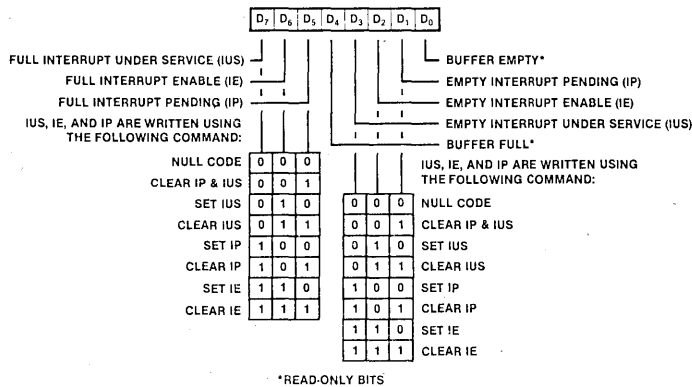 D7 D6 D5 D4 D3 D2 D1 D0
FULL INTERRUPT UNDER SERVICE (IUS)
FULL INTERRUPT ENABLE (IE)
FULL INTERRUPT PENDING (IP)
IUS, IE, AND IP ARE WRITTEN USING
THE FOLLOWING COMMAND:
NULL CODE 0 0 0
CLEAR IP & IUS 0 0 1
SET IUS 0 1 0
CLEAR IUS 0 1 1
SET IP 1 0 0
CLEAR IP 1 0 1
SET IE 1 1 0
CLEAR IE 1 1 1
BUFFER EMPTY*
EMPTY INTERRUPT PENDING (IP)
EMPTY INTERRUPT ENABLE (IE)
EMPTY INTERRUPT UNDER SERVICE (IUS)
BUFFER FULL*
IUS, IE, AND IP ARE WRITTEN USING
THE FOLLOWING COMMAND:
0 0 0 NULL CODE
0 0 1 CLEAR IP & IUS
0 1 0 SET IUS
0 1 1 CLEAR IUS
1 0 0 SET IP
1 0 1 CLEAR IP
1 1 0 SET IE
1 1 1 CLEAR IE
*READ-ONLY BITS